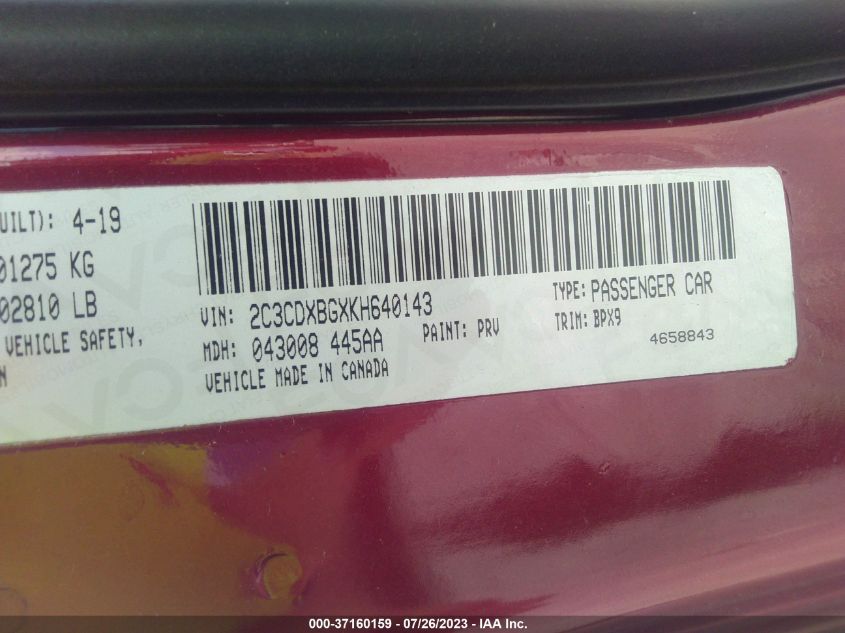 UILT): 4-19
01275 KG
02810 LB
VEHICLE SAFETY,
N
VIN: 2C3CDXBGXKH640143
TYPE: PASSENGER CAR
MDH: 043008 445AA
PAINT: PRV
TRIM: BPX9
VEHICLE MADE IN CANADA
4658843
000-37160159 - 07/26/2023 - IAA Inc.